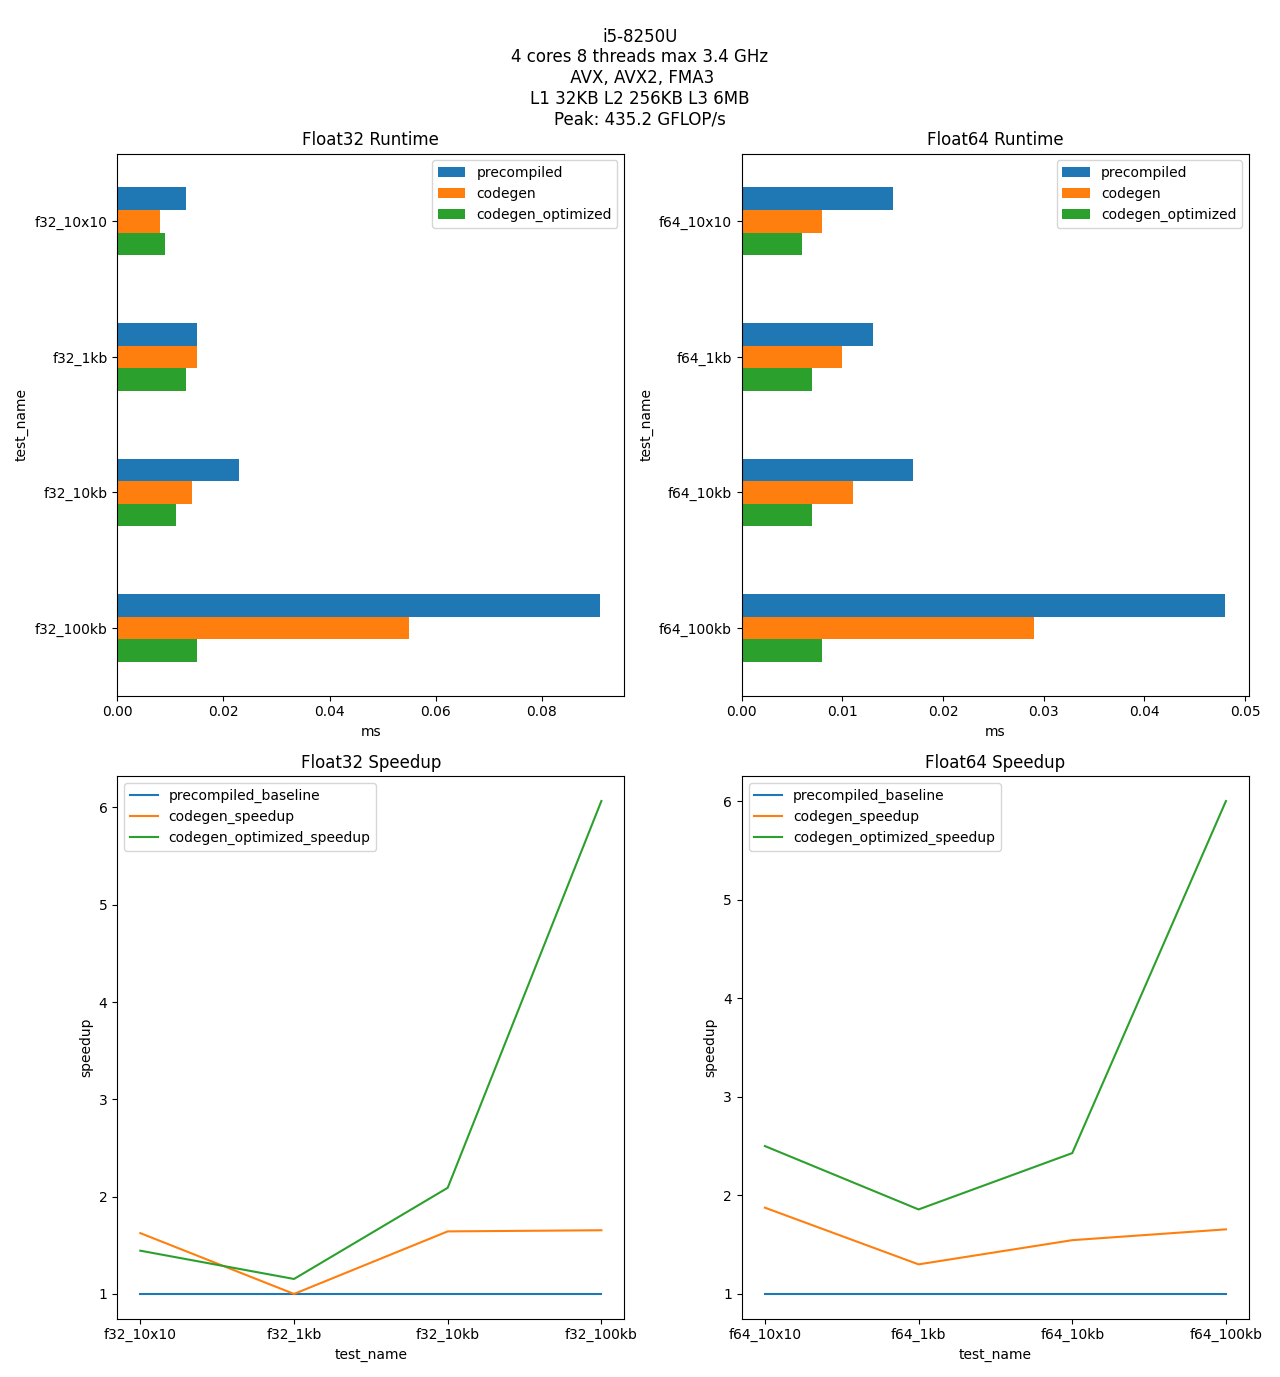 i5-8250U
4 cores 8 threads max 3.4 GHz
AVX, AVX2, FMA3
L1 32KB L2 256KB L3 6MB
Peak: 435.2 GFLOP/s
Float32 Runtime
precompiled
codegen
codegen_optimized
test_name
f32_10x10
f32_1kb
f32_10kb
f32_100kb
0.00 0.02 0.04 0.06 0.08
ms
Float64 Runtime
precompiled
codegen
codegen_optimized
test_name
f64_10x10
f64_1kb
f64_10kb
f64_100kb
0.00 0.01 0.02 0.03 0.04 0.05
ms
Float32 Speedup
precompiled_baseline
codegen_speedup
codegen_optimized_speedup
speedup
6
5
4
3
2
1
f32_10x10 f32_1kb f32_10kb f32_100kb
test_name
Float64 Speedup
precompiled_baseline
codegen_speedup
codegen_optimized_speedup
speedup
6
5
4
3
2
1
f64_10x10 f64_1kb f64_10kb f64_100kb
test_name